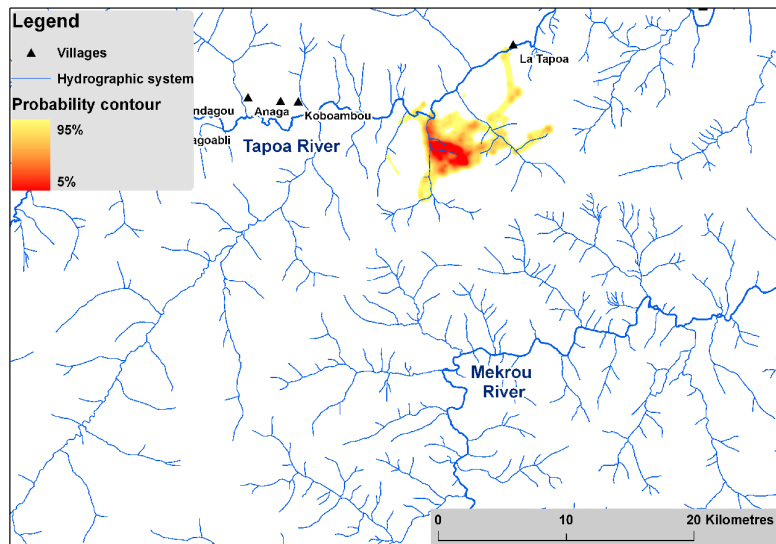 Legend
Villages
Hydrographic system
Probability contour
95%
5%
La Tapoa
Anaga
Koboambou
Tapoa River
Mekrou
River
0 10 20 Kilometres